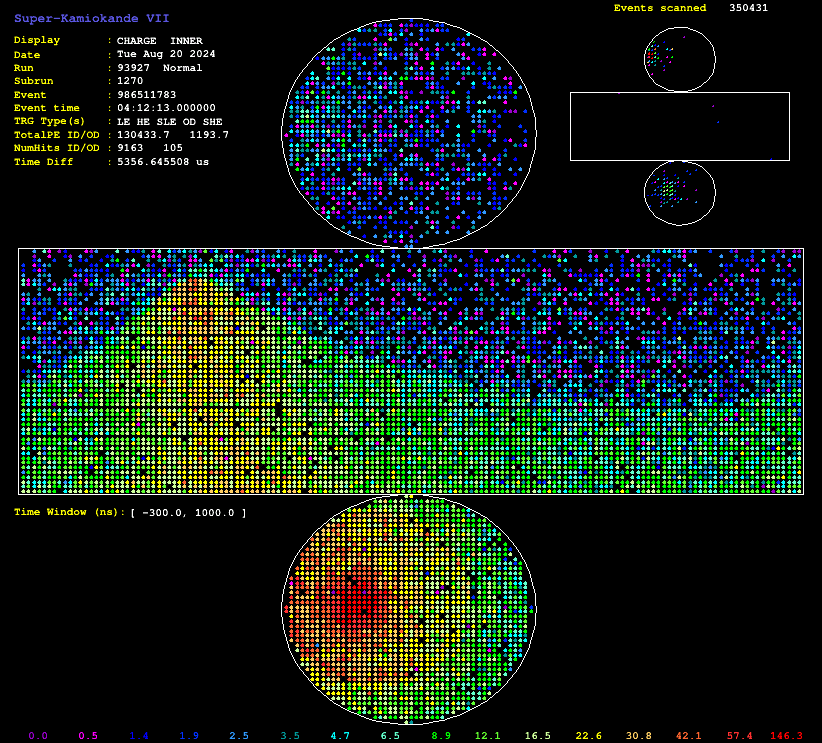 Super-Kamiokande VII
Events scanned 350431
Display : CHARGE INNER
Date : Tue Aug 20 2024
Run : 93927 Normal
Subrun : 1270
Event : 986511783
Event time : 04:12:13.000000
TRG Type(s) : LE HE SLE OD SHE
TotalPE ID/OD : 130433.7 1193.7
NumHits ID/OD : 9163 105
Time Diff : 5356.645508 us
Time Window (ns): [ -300.0, 1000.0 ]
0.0 0.5 1.4 1.9 2.5 3.5 4.7 6.5 8.9 12.1 16.5 22.6 30.8 42.1 57.4 146.3